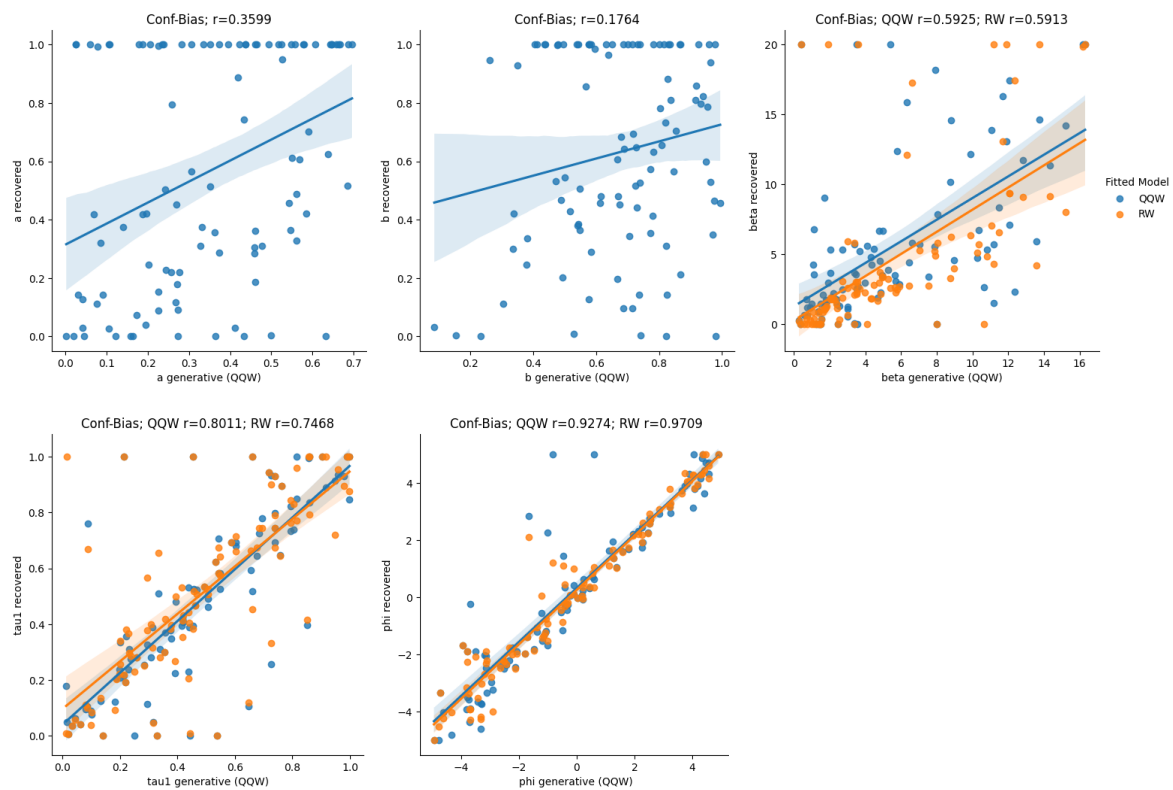 Conf-Bias; r=0.3599
1.0
0.8
0.6
0.4
0.2
0.0
a recovered
0.0 0.1 0.2 0.3 0.4 0.5 0.6 0.7
a generative (QQW)
Conf-Bias; r=0.1764
1.0
0.8
0.6
0.4
0.2
0.0
b recovered
0.2 0.4 0.6 0.8 1.0
b generative (QQW)
Conf-Bias; QQW r=0.5925; RW r=0.5913
20
15
10
5
0
beta recovered
0 2 4 6 8 10 12 14 16
beta generative (QQW)
Fitted Model
QQW
RW
Conf-Bias; QQW r=0.8011; RW r=0.7468
1.0
0.8
0.6
0.4
0.2
0.0
tau1 recovered
0.0 0.2 0.4 0.6 0.8 1.0
tau1 generative (QQW)
Conf-Bias; QQW r=0.9274; RW r=0.9709
4
2
0
−2
−4
phi recovered
−4 −2 0 2 4
phi generative (QQW)